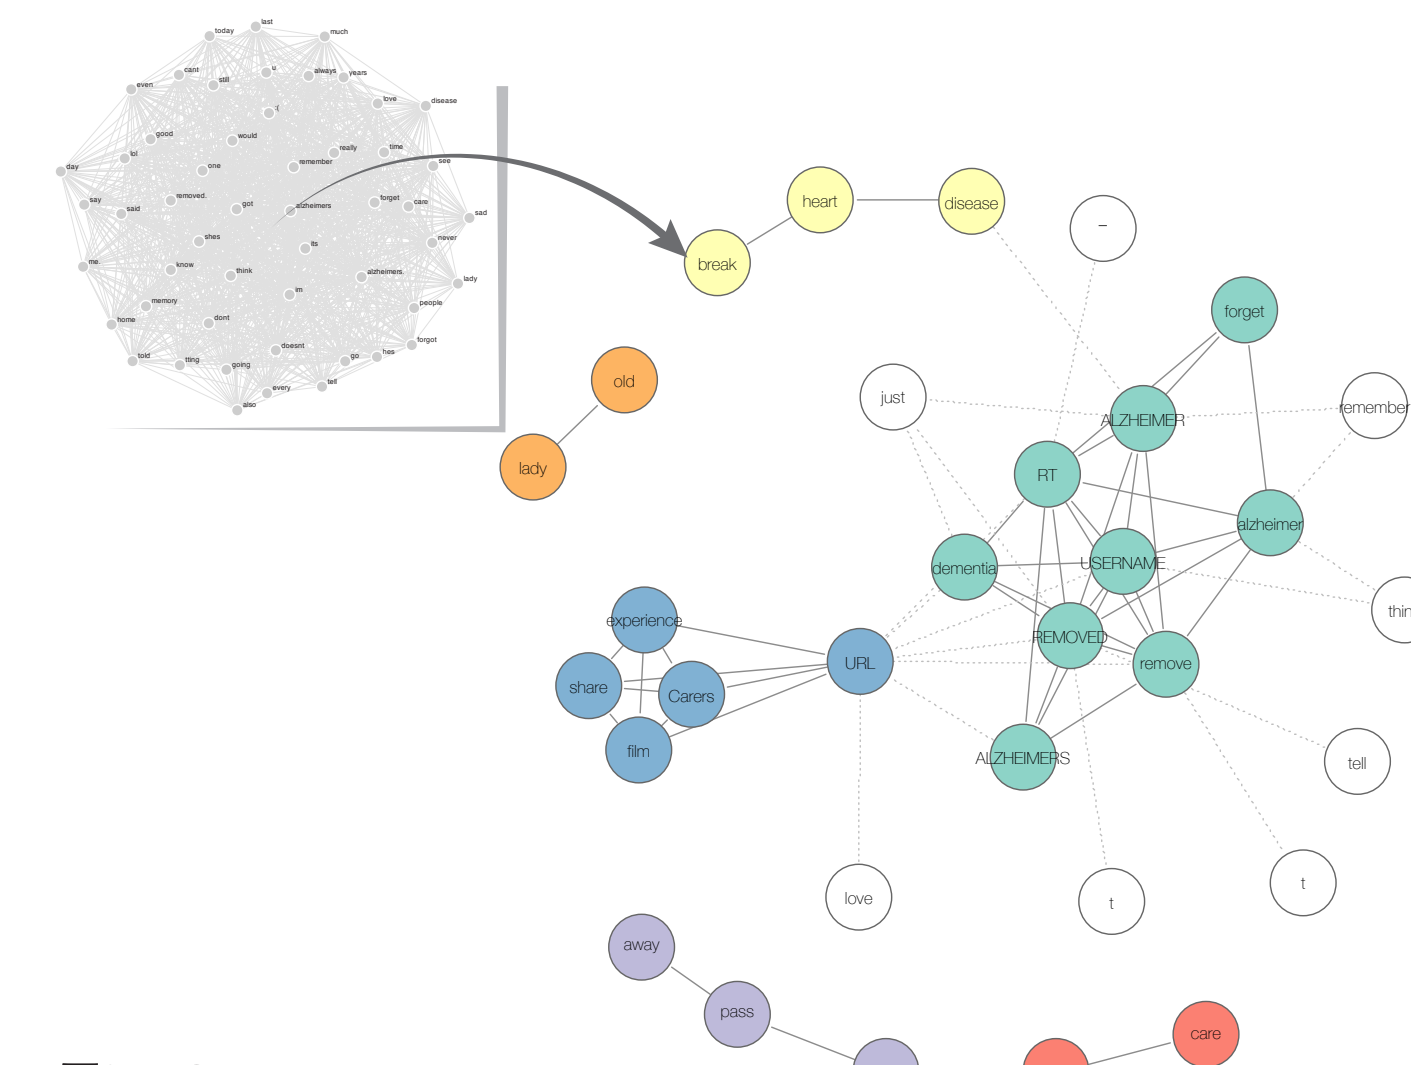 last
today
much
u
cant
always
years
still
even
love
disease
:(
good
would
really
time
lol
see
one
remember
day
removed.
forget
care
say
said
got
alzheimers
sad
shes
its
never
me.
know
think
alzheimers.
lady
im
memory
people
home
dont
doesnt
forgot
told
tting
going
go
hes
every
tell
also
heart
disease
–
break
forget
old
just
ALZHEIMER
remember
lady
RT
alzheimer
dementia
USERNAME
experience
thin
REMOVED
URL
remove
share
Carers
film
ALZHEIMERS
tell
love
t
t
away
pass
care